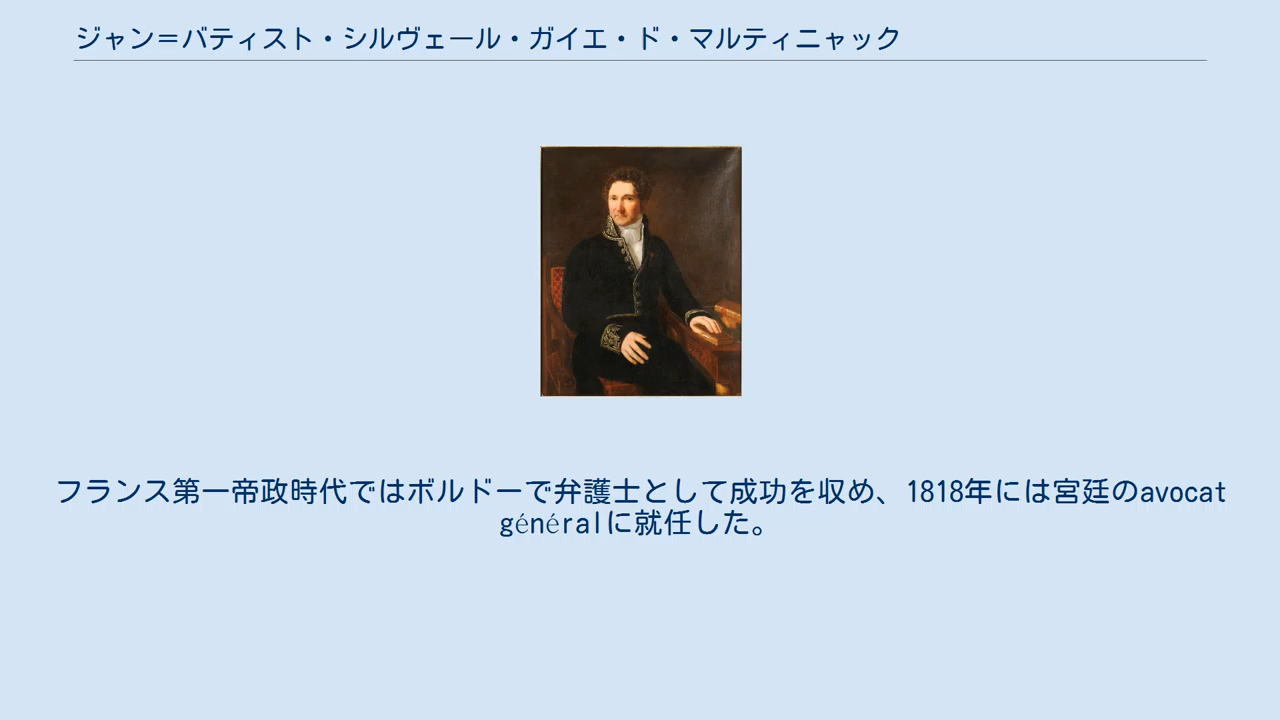 ジャン＝バティスト・シルヴェール・ガイエ・ド・マルティニャック
フランス第一帝政時代ではボルドーで弁護士として成功を収め、1818年には宮廷のavocat
généralに就任した。